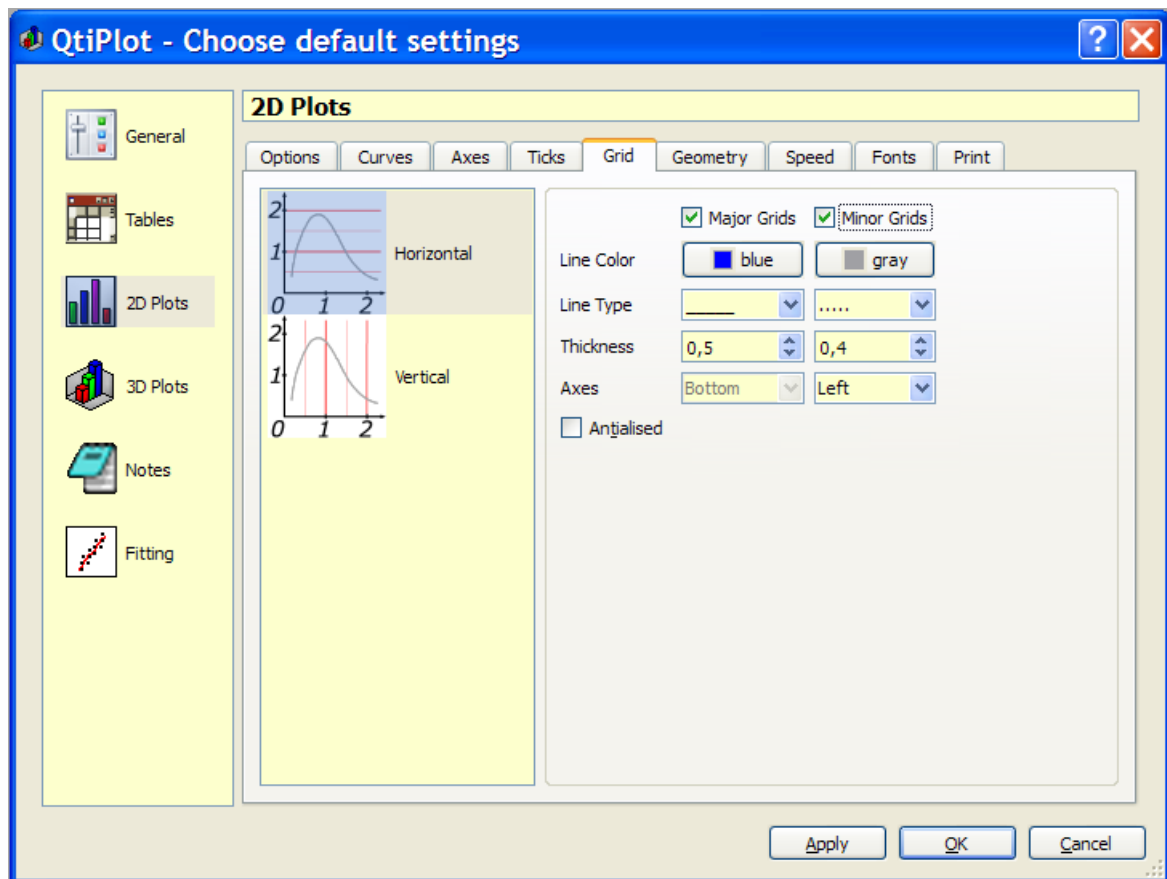 QtiPlot - Choose default settings
General
Tables
2D Plots
3D Plots
Notes
Fitting
2D Plots
Options Curves Axes Ticks Grid Geometry Speed Fonts Print
2
1
0 1 2
Horizontal
2
1
0 1 2
Vertical
Major Grids Minor Grids
Line Color blue gray
Line Type _____ .....
Thickness 0,5 0,4
Axes Bottom Left
Antialised
Apply OK Cancel